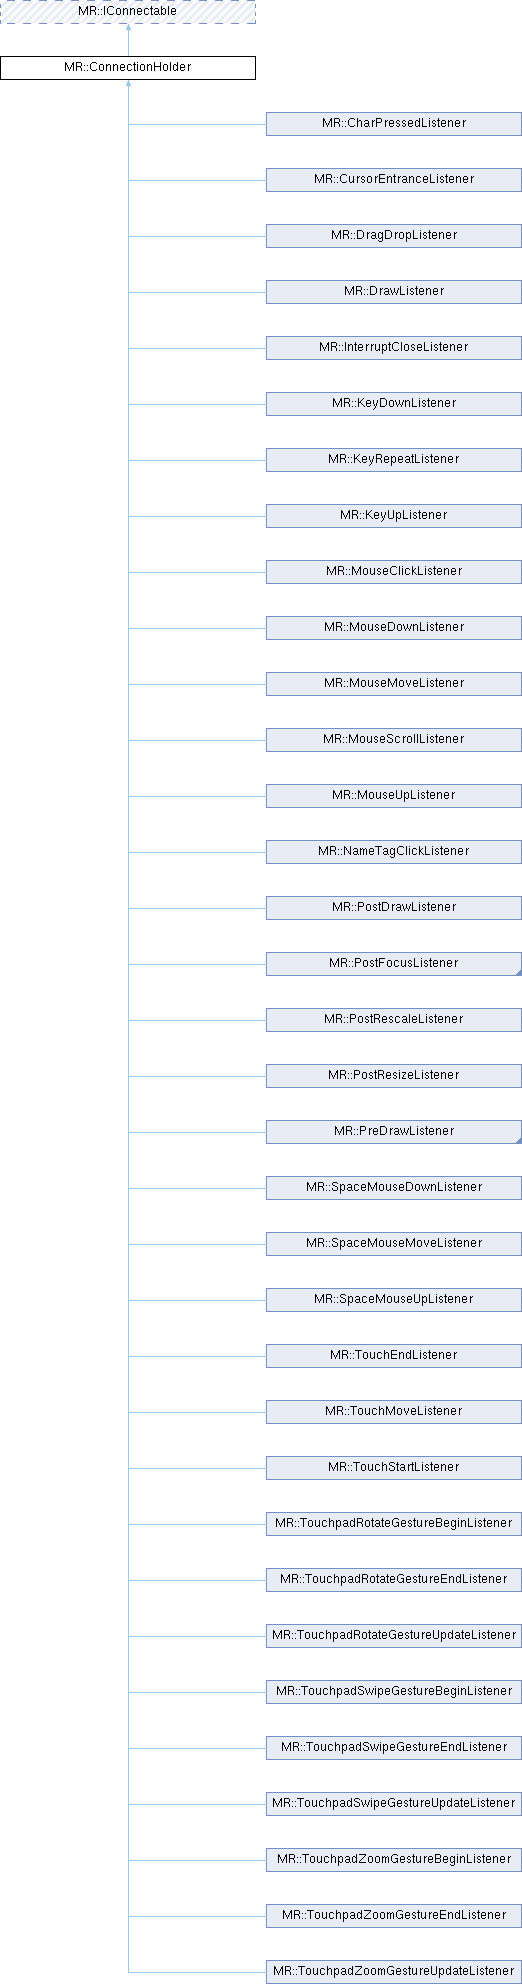 MR::IConnectable
MR::ConnectionHolder
MR::CharPressedListener
MR::CursorEntranceListener
MR::DragDropListener
MR::DrawListener
MR::InterruptCloseListener
MR::KeyDownListener
MR::KeyRepeatListener
MR::KeyUpListener
MR::MouseClickListener
MR::MouseDownListener
MR::MouseMoveListener
MR::MouseScrollListener
MR::MouseUpListener
MR::NameTagClickListener
MR::PostDrawListener
MR::PostFocusListener
MR::PostRescaleListener
MR::PostResizeListener
MR::PreDrawListener
MR::SpaceMouseDownListener
MR::SpaceMouseMoveListener
MR::SpaceMouseUpListener
MR::TouchEndListener
MR::TouchMoveListener
MR::TouchStartListener
MR::TouchpadRotateGestureBeginListener
MR::TouchpadRotateGestureEndListener
MR::TouchpadRotateGestureUpdateListener
MR::TouchpadSwipeGestureBeginListener
MR::TouchpadSwipeGestureEndListener
MR::TouchpadSwipeGestureUpdateListener
MR::TouchpadZoomGestureBeginListener
MR::TouchpadZoomGestureEndListener
MR::TouchpadZoomGestureUpdateListener